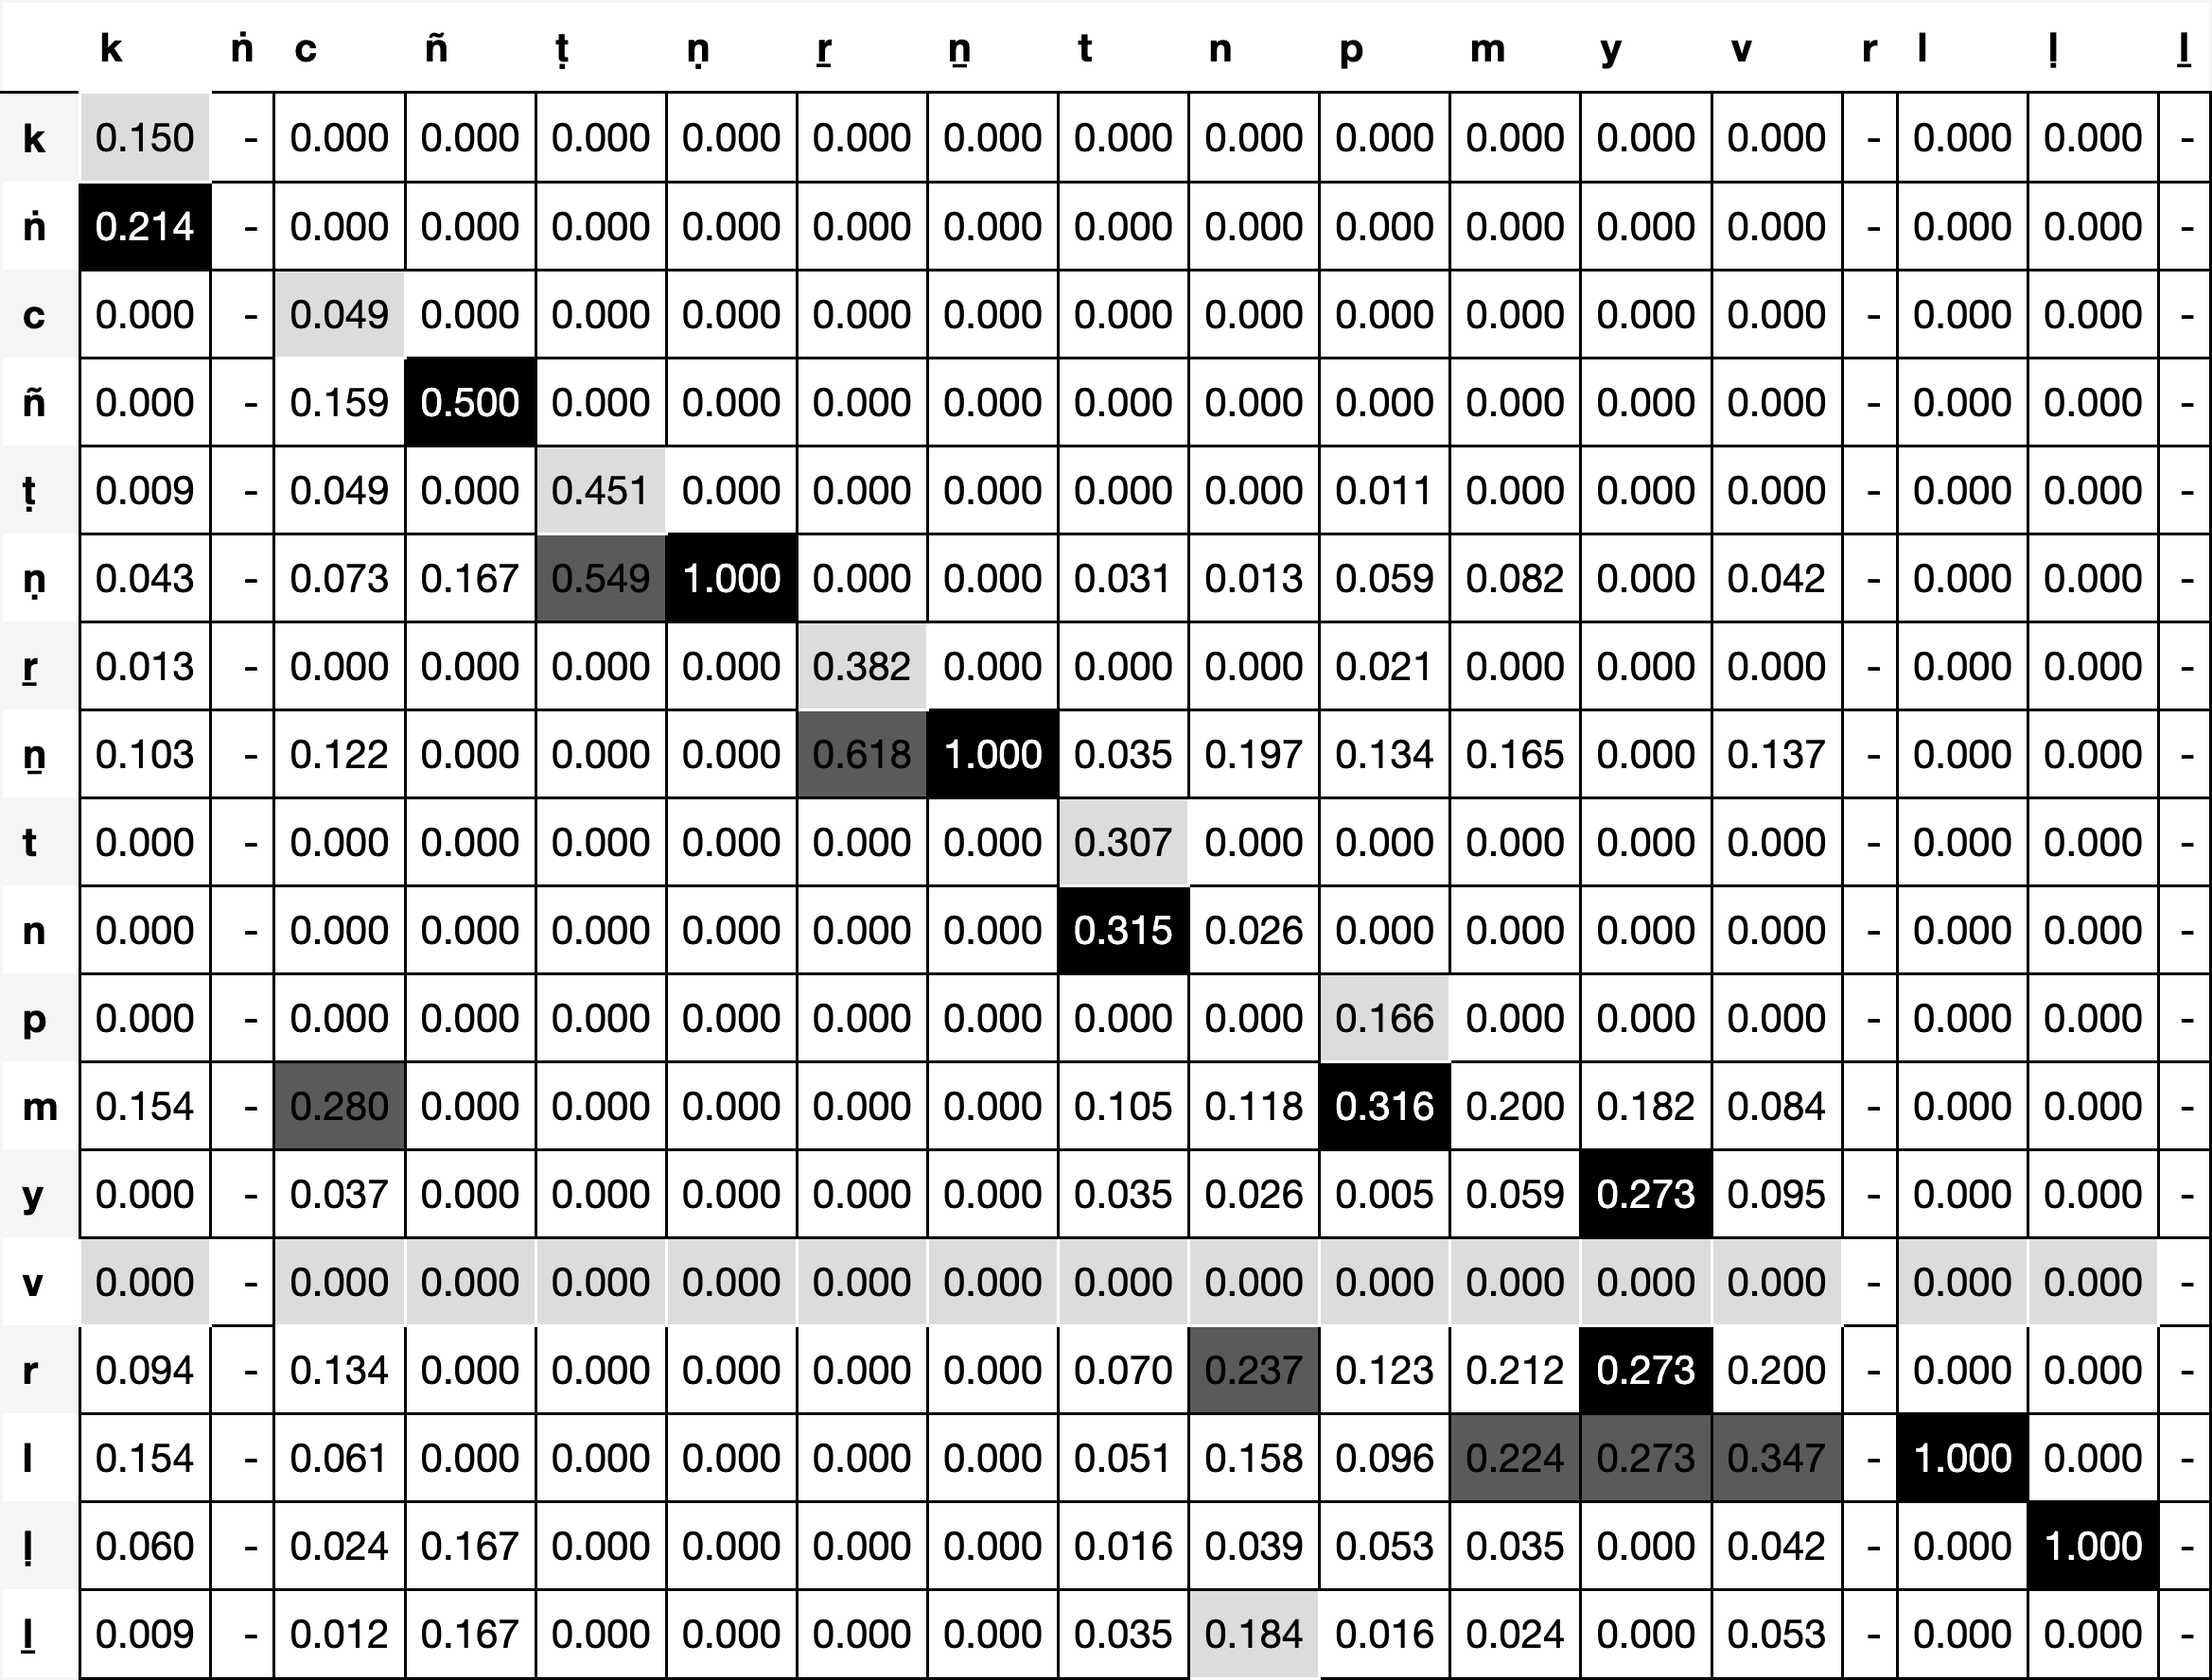 k ṅ c ñ ṭ ṇ ṟ ṉ t n p m y v r l ḷ ḻ
k 0.150 - 0.000 0.000 0.000 0.000 0.000 0.000 0.000 0.000 0.000 0.000 0.000 0.000 - 0.000 0.000 -
ṅ 0.214 - 0.000 0.000 0.000 0.000 0.000 0.000 0.000 0.000 0.000 0.000 0.000 0.000 - 0.000 0.000 -
c 0.000 - 0.049 0.000 0.000 0.000 0.000 0.000 0.000 0.000 0.000 0.000 0.000 0.000 - 0.000 0.000 -
ñ 0.000 - 0.159 0.500 0.000 0.000 0.000 0.000 0.000 0.000 0.000 0.000 0.000 0.000 - 0.000 0.000 -
ṭ 0.009 - 0.049 0.000 0.451 0.000 0.000 0.000 0.000 0.000 0.011 0.000 0.000 0.000 - 0.000 0.000 -
ṇ 0.043 - 0.073 0.167 0.549 1.000 0.000 0.000 0.031 0.013 0.059 0.082 0.000 0.042 - 0.000 0.000 -
ṟ 0.013 - 0.000 0.000 0.000 0.000 0.382 0.000 0.000 0.000 0.021 0.000 0.000 0.000 - 0.000 0.000 -
ṉ 0.103 - 0.122 0.000 0.000 0.000 0.618 1.000 0.035 0.197 0.134 0.165 0.000 0.137 - 0.000 0.000 -
t 0.000 - 0.000 0.000 0.000 0.000 0.000 0.000 0.307 0.000 0.000 0.000 0.000 0.000 - 0.000 0.000 -
n 0.000 - 0.000 0.000 0.000 0.000 0.000 0.000 0.315 0.026 0.000 0.000 0.000 0.000 - 0.000 0.000 -
p 0.000 - 0.000 0.000 0.000 0.000 0.000 0.000 0.000 0.000 0.166 0.000 0.000 0.000 - 0.000 0.000 -
m 0.154 - 0.280 0.000 0.000 0.000 0.000 0.000 0.105 0.118 0.316 0.200 0.182 0.084 - 0.000 0.000 -
y 0.000 - 0.037 0.000 0.000 0.000 0.000 0.000 0.035 0.026 0.005 0.059 0.273 0.095 - 0.000 0.000 -
v 0.000 - 0.000 0.000 0.000 0.000 0.000 0.000 0.000 0.000 0.000 0.000 0.000 0.000 - 0.000 0.000 -
r 0.094 - 0.134 0.000 0.000 0.000 0.000 0.000 0.070 0.237 0.123 0.212 0.273 0.200 - 0.000 0.000 -
l 0.154 - 0.061 0.000 0.000 0.000 0.000 0.000 0.051 0.158 0.096 0.224 0.273 0.347 - 1.000 0.000 -
ḷ 0.060 - 0.024 0.167 0.000 0.000 0.000 0.000 0.016 0.039 0.053 0.035 0.000 0.042 - 0.000 1.000 -
ḻ 0.009 - 0.012 0.167 0.000 0.000 0.000 0.000 0.035 0.184 0.016 0.024 0.000 0.053 - 0.000 0.000 -